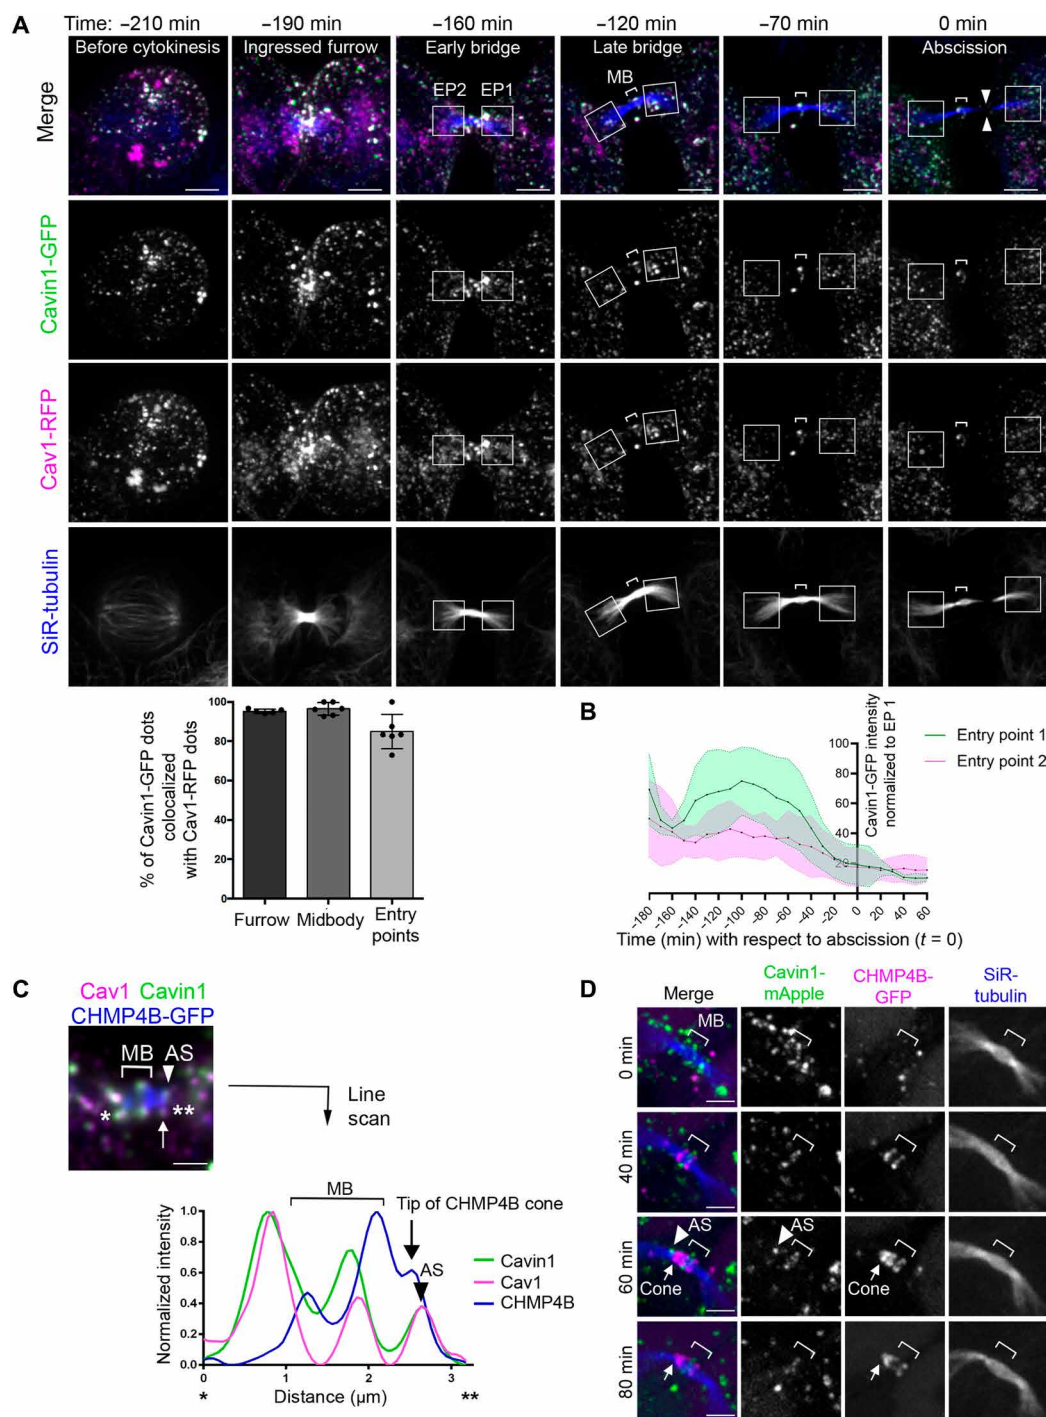 A
Time: –210 min –190 min –160 min –120 min –70 min 0 min
Before cytokinesis Ingressed furrow Early bridge Late bridge Abscission
EP2 EP1 MB
Merge
Cavin1-GFP
Cav1-RFP
SiR-tubulin
% of Cavin1-GFP dots
colocalized
with Cav1-RFP dots
100
80
60
40
20
0
Furrow Midbody Entry
points
B
Cavin1-GFP intensity
normalized to EP 1
100
80
60
40
20
Entry point 1
Entry point 2
-180 -160 -140 -120 -100 -80 -60 -40 -20 0 20 40 60
Time (min) with respect to abscission (t = 0)
C
Cav1 Cavin1
CHMP4B-GFP
MB AS
* **
Line
scan
MB
Tip of CHMP4B cone
AS
Normalized intensity
1.0
0.8
0.6
0.4
0.2
0.0
Cavin1
Cav1
CHMP4B
0 1 2 3
* Distance (µm) **
D
Merge Cavin1-
mApple CHMP4B-
GFP SiR-
tubulin
MB
0 min
40 min
60 min
AS AS
Cone Cone
80 min